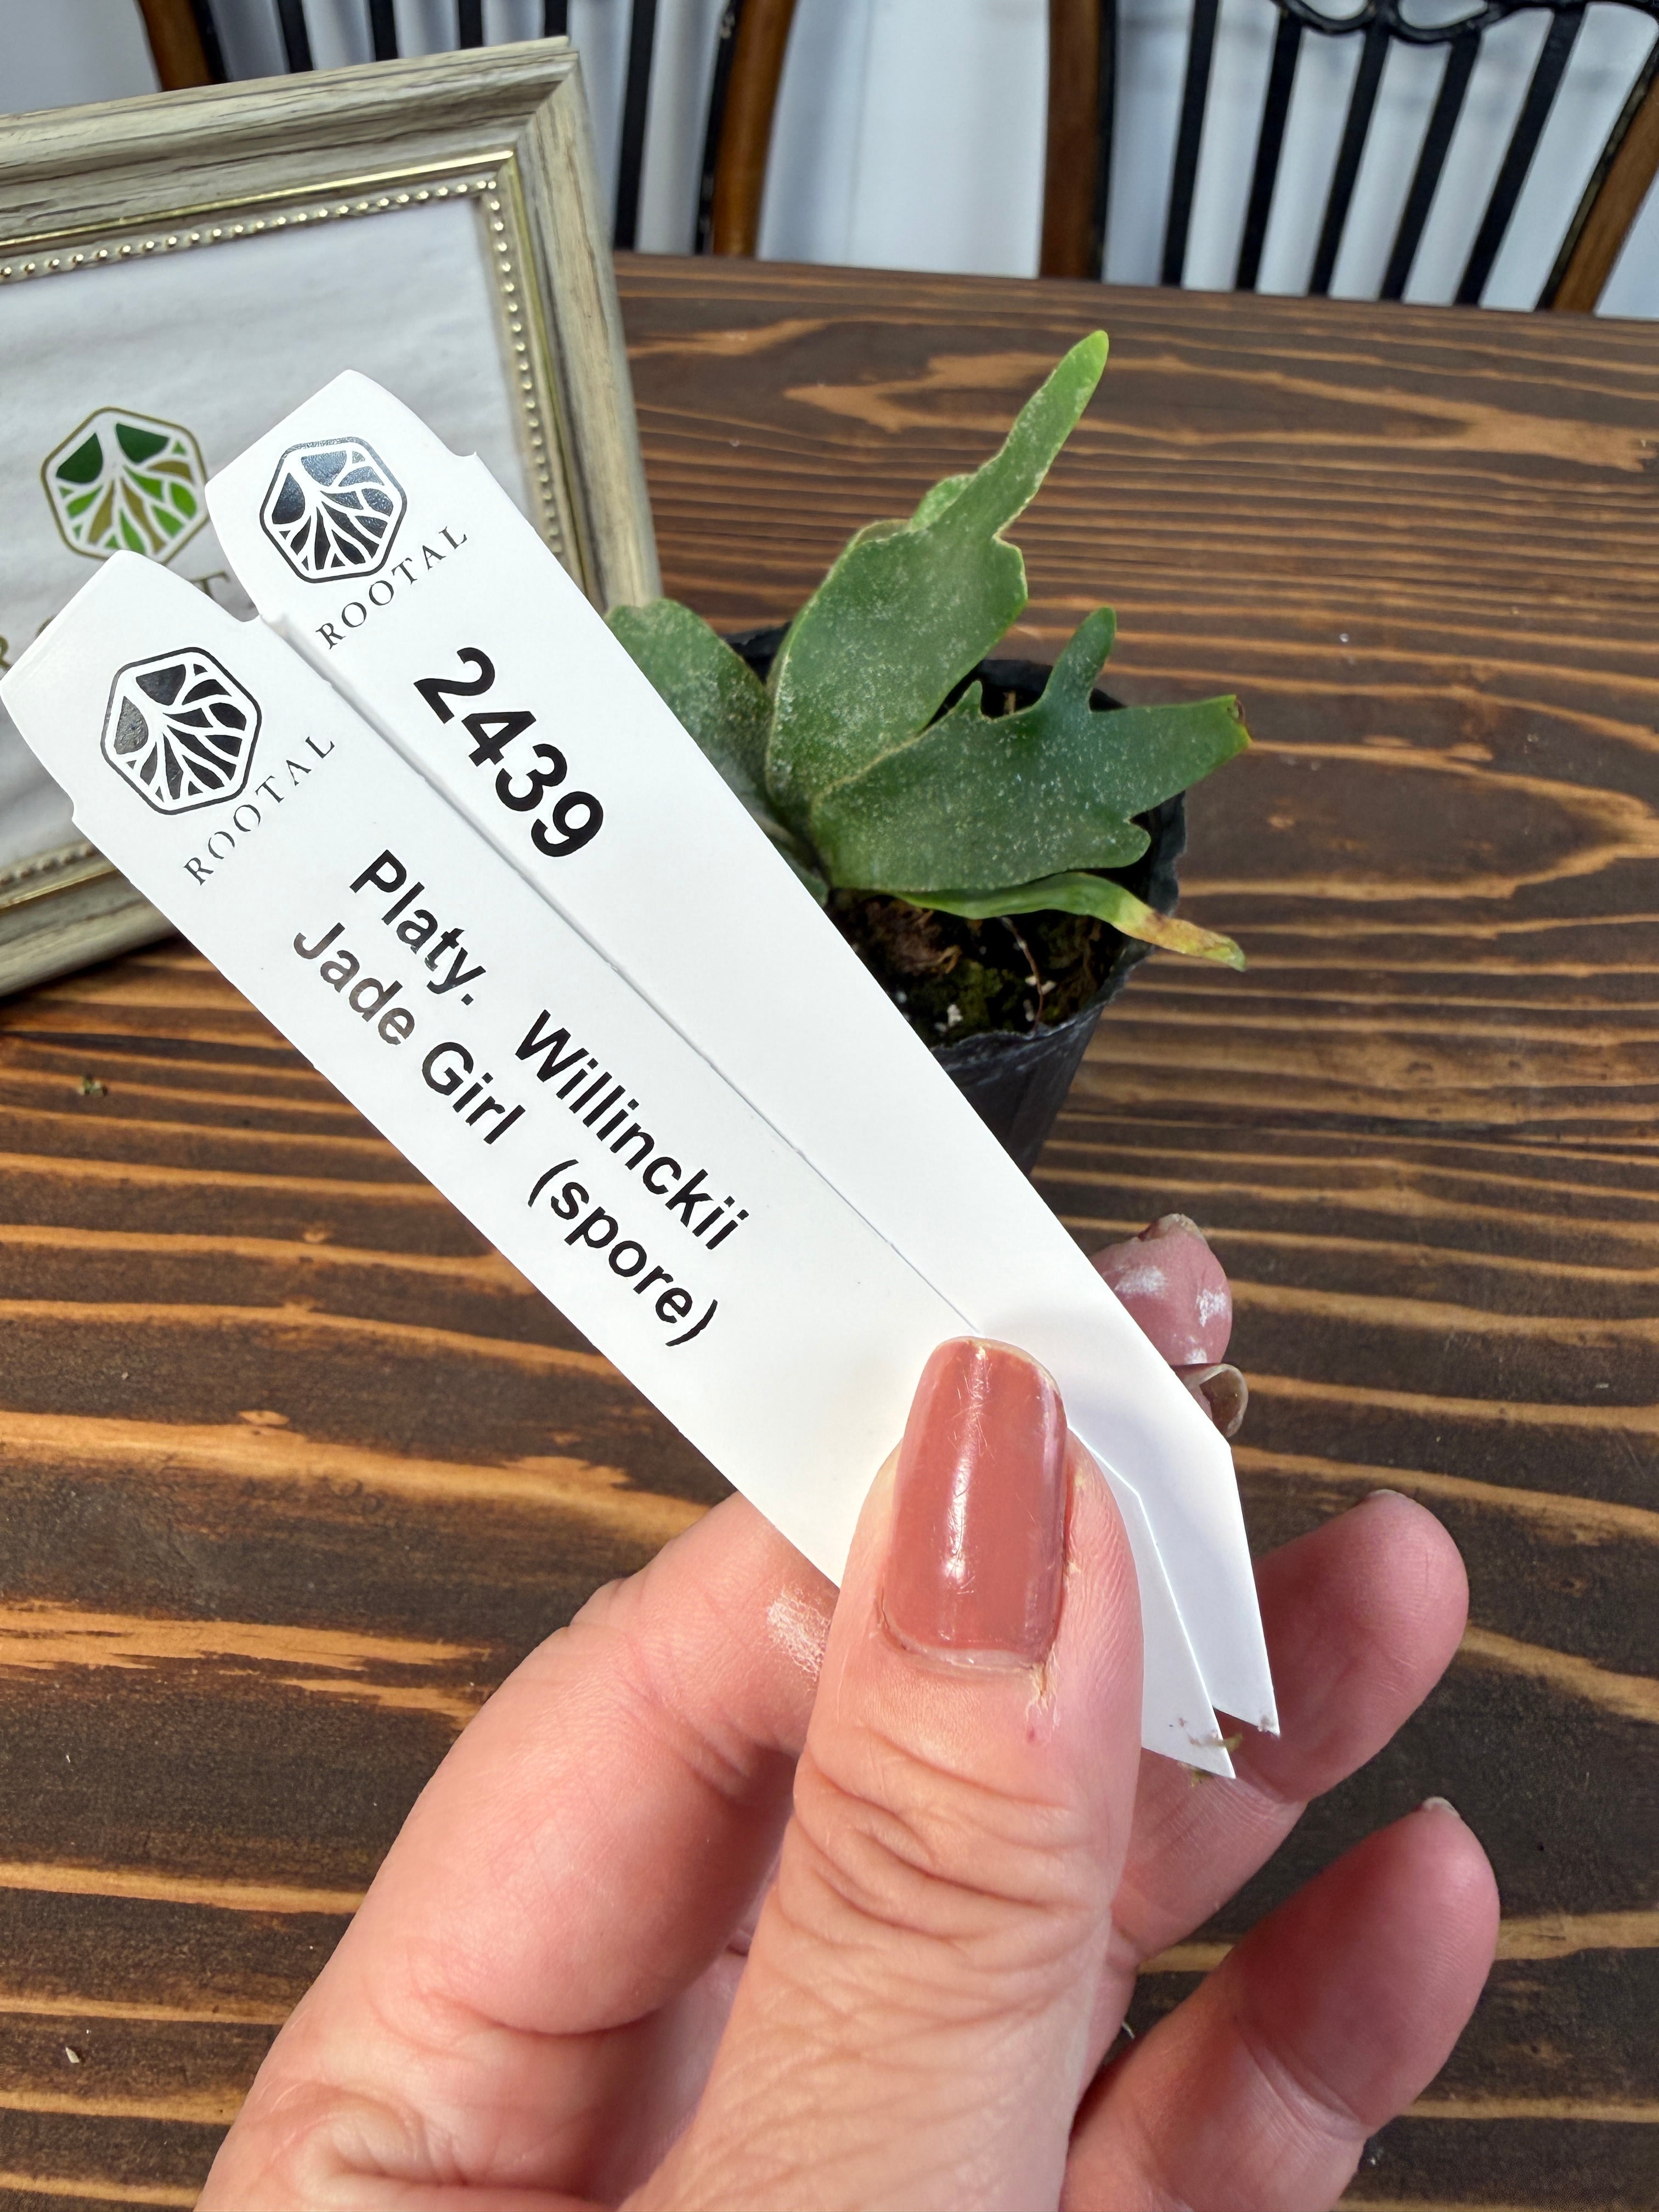 ROOTAL
2439
ROOTAL
Platy. Willinckii
Jade Girl (spore)